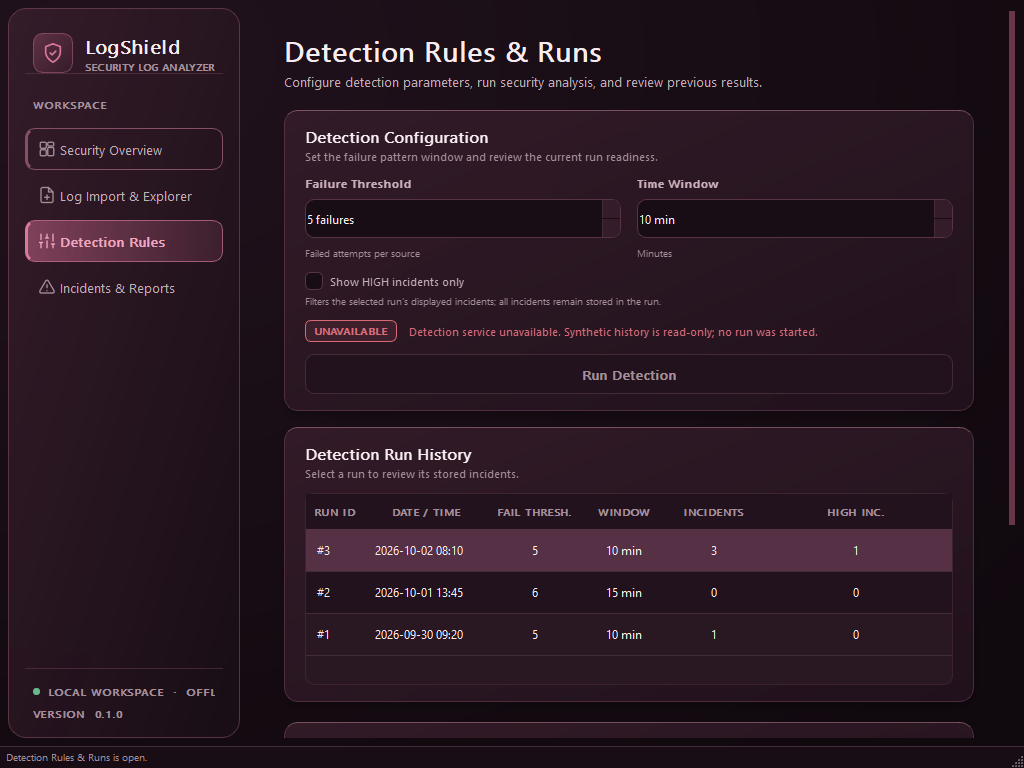 LogShield
SECURITY LOG ANALYZER
WORKSPACE
Security Overview
Log Import & Explorer
Detection Rules
Incidents & Reports
LOCAL WORKSPACE · OFFL
VERSION 0.1.0
Detection Rules & Runs
Configure detection parameters, run security analysis, and review previous results.
Detection Configuration
Set the failure pattern window and review the current run readiness.
Failure Threshold Time Window
5 failures 10 min
Failed attempts per source Minutes
Show HIGH incidents only
Filters the selected run's displayed incidents; all incidents remain stored in the run.
UNAVAILABLE Detection service unavailable. Synthetic history is read-only; no run was started.
Run Detection
Detection Run History
Select a run to review its stored incidents.
RUN ID DATE / TIME FAIL THRESH. WINDOW INCIDENTS HIGH INC.
#3 2026-10-02 08:10 5 10 min 3 1
#2 2026-10-01 13:45 6 15 min 0 0
#1 2026-09-30 09:20 5 10 min 1 0
Detection Rules & Runs is open.